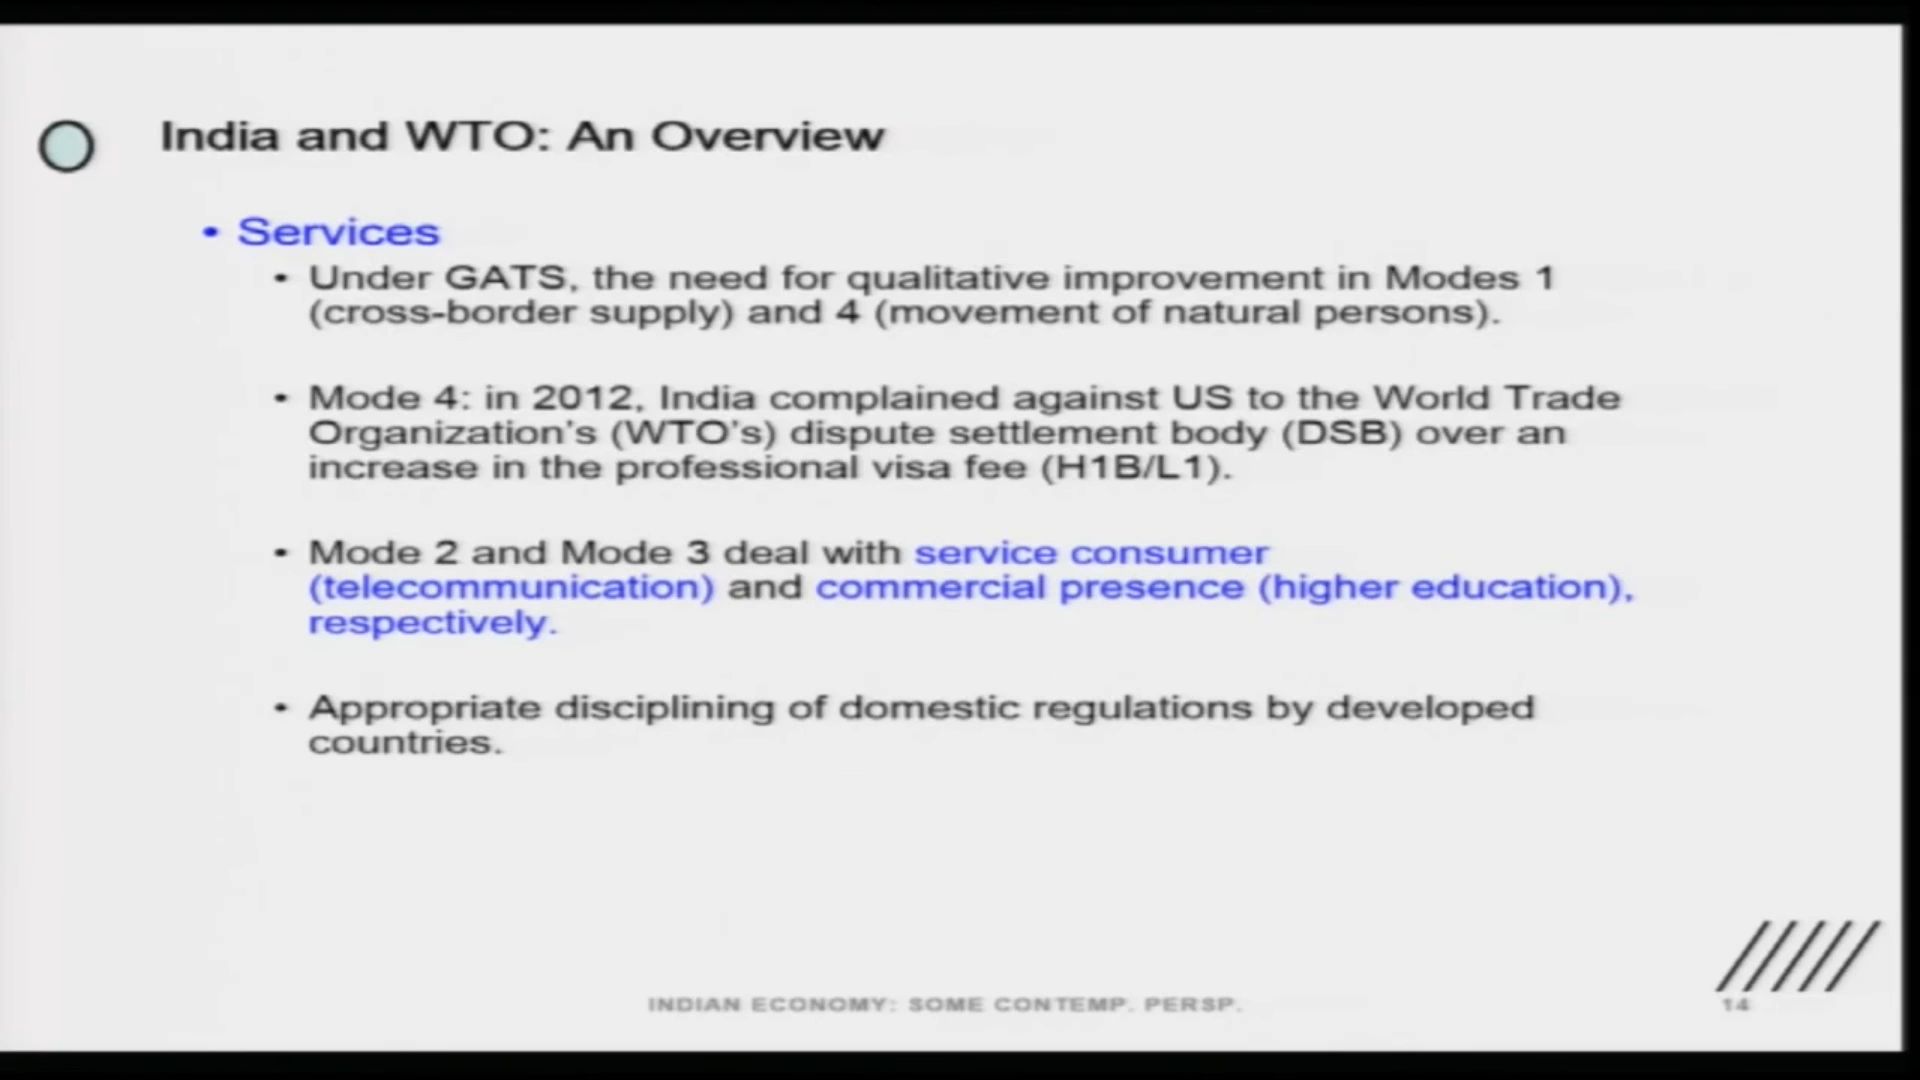 India and WTO: An Overview
• Services
• Under GATS, the need for qualitative improvement in Modes 1
(cross-border supply) and 4 (movement of natural persons).
• Mode 4: in 2012, India complained against US to the World Trade
Organization's (WTO's) dispute settlement body (DSB) over an
increase in the professional visa fee (H1B/L1).
• Mode 2 and Mode 3 deal with service consumer
(telecommunication) and commercial presence (higher education),
respectively.
• Appropriate disciplining of domestic regulations by developed
countries.
INDIAN ECONOMY: SOME CONTEMP. PERSP.
14